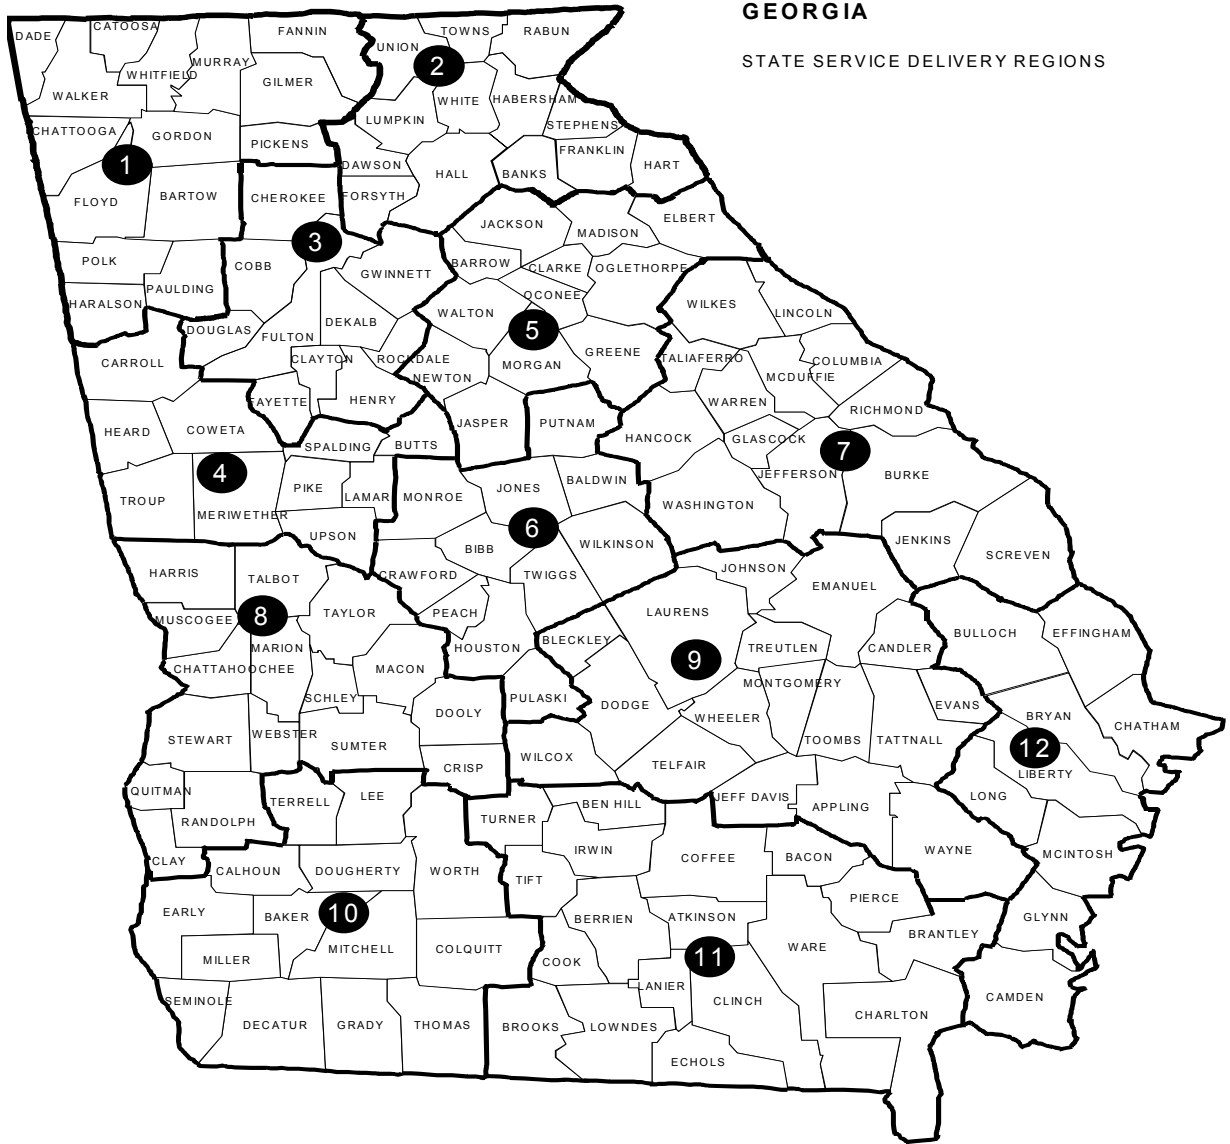 GEORGIA
STATE SERVICE DELIVERY REGIONS
DADE
CATOOSA
FANNIN
UNION
TOWNS
RABUN
WHITFIELD
MURRAY
2
GILMER
WALKER
WHITE
HABERSHAM
LUMPKIN
STEPHENS
CHATTOOGA
GORDON
PICKENS
FRANKLIN
1
DAWSON
HALL
BANKS
HART
FLOYD
BARTOW
CHEROKEE
FORSYTH
JACKSON
MADISON
ELBERT
3
POLK
COBB
GWINNETT
BARROW
CLARKE
OGLETHORPE
PAULDING
OCONEE
HARALSON
WALTON
WILKES
LINCOLN
DOUGLAS
FULTON
DEKALB
5
CARROLL
CLAYTON
ROCKDALE
MORGAN
GREENE
TALIAFERRO
COLUMBIA
NEWTON
MCDUFFIE
FAYETTE
HENRY
WARREN
RICHMOND
HEARD
COWETA
JASPER
PUTNAM
HANCOCK
GLASCOCK
SPALDING
BUTTS
7
4
JEFFERSON
BURKE
TROUP
PIKE
LAMAR
MONROE
JONES
BALDWIN
WASHINGTON
MERIWETHER
UPSON
6
BIBB
WILKINSON
JENKINS
SCREVEN
HARRIS
TALBOT
CRAWFORD
TWIGGS
JOHNSON
EMANUEL
MUSCOGEE
8
TAYLOR
PEACH
LAURENS
BULLOCH
EFFINGHAM
MARION
HOUSTON
BLECKLEY
TREUTLEN
CANDLER
CHATTAHOOCHEE
MACON
9
SCHLEY
PULASKI
DODGE
MONTGOMERY
EVANS
STEWART
WEBSTER
DOOLY
WHEELER
BRYAN
CHATHAM
SUMTER
TOOMBS
TATTNALL
12
CRISP
WILCOX
TELFAIR
LIBERTY
QUITMAN
TERRELL
LEE
BEN HILL
JEFF DAVIS
APPLING
LONG
RANDOLPH
TURNER
CLAY
IRWIN
COFFEE
BACON
WAYNE
MCINTOSH
CALHOUN
DOUGHERTY
WORTH
TIFT
EARLY
BAKER
10
BERRIEN
ATKINSON
PIERCE
GLYNN
MILLER
MITCHELL
COLQUITT
COOK
11
WARE
BRANTLEY
SEMINOLE
LANIER
CLINCH
CAMDEN
DECATUR
GRADY
THOMAS
BROOKS
LOWNDES
CHARLTON
ECHOLS